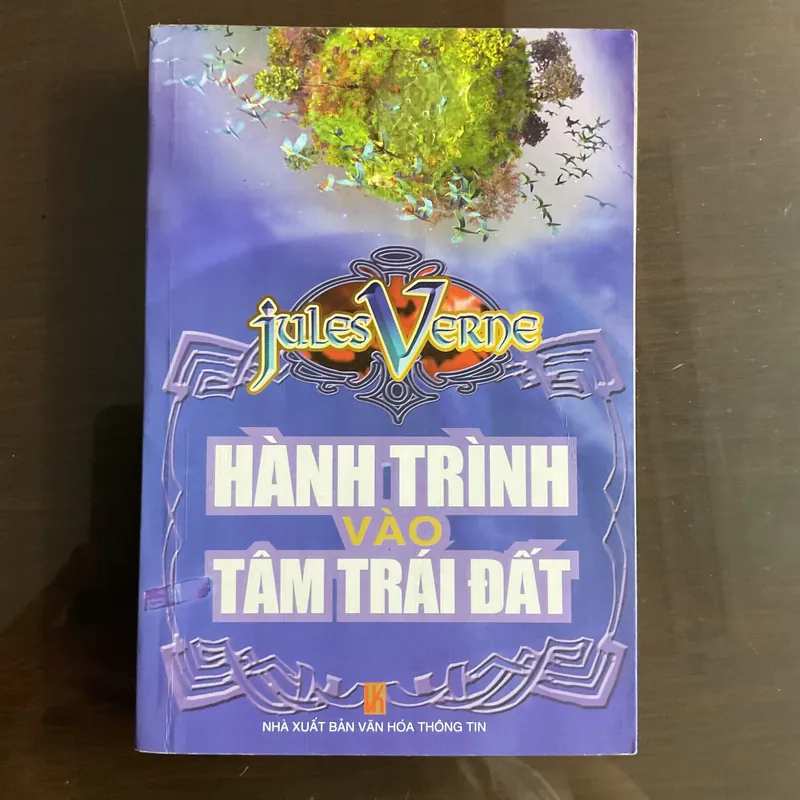 Jules Verne
HÀNH TRÌNH
VÀO
TÂM TRÁI ĐẤT
NHÀ XUẤT BẢN VĂN HÓA THÔNG TIN